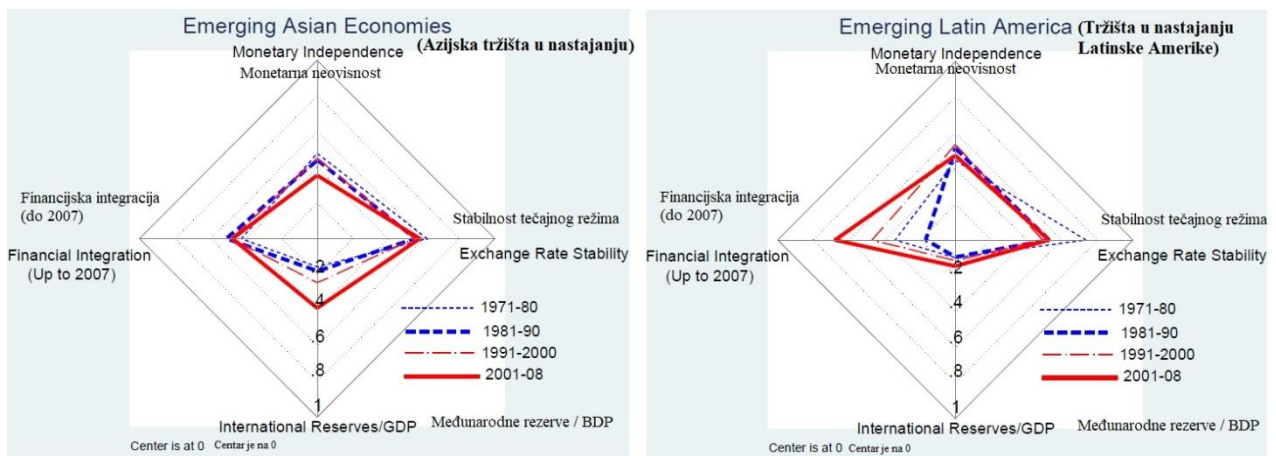 Emerging Asian Economies
(Azijska tržišta u nastajanju)
Monetary Independence
Monetarna neovisnost
Financijska integracija
(do 2007)
Financial Integration
(Up to 2007)
Stabilnost tečajnog režima
Exchange Rate Stability
.2
.4
.6
.8
1
1971-80
1981-90
1991-2000
2001-08
International Reserves/GDP
Međunarodne rezerve / BDP
Center is at 0 Centar je na 0
Emerging Latin America
(Tržišta u nastajanju
Latinske Amerike)
Monetary Independence
Monetarna neovisnost
Financijska integracija
(do 2007)
Financial Integration
(Up to 2007)
Stabilnost tečajnog režima
Exchange Rate Stability
.2
.4
.6
.8
1
1971-80
1981-90
1991-2000
2001-08
International Reserves/GDP
Međunarodne rezerve / BDP
Center is at 0 Centar je na 0